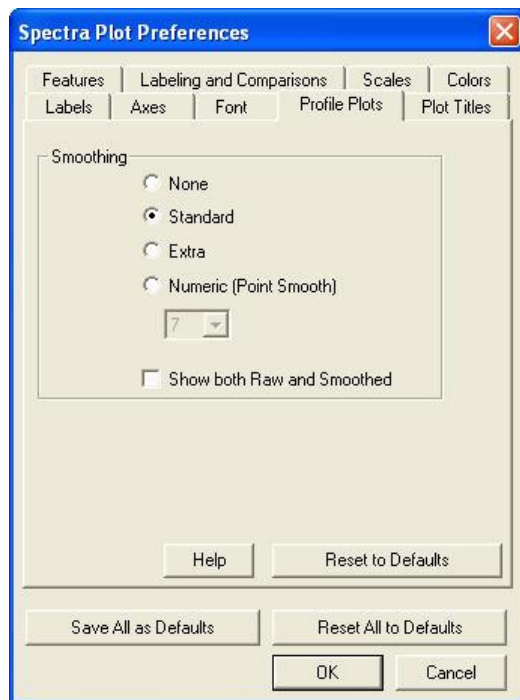 Spectra Plot Preferences
Features Labeling and Comparisons Scales Colors
Labels Axes Font Profile Plots Plot Titles
Smoothing
None
Standard
Extra
Numeric (Point Smooth)
7
Show both Raw and Smoothed
Help Reset to Defaults
Save All as Defaults Reset All to Defaults
OK Cancel